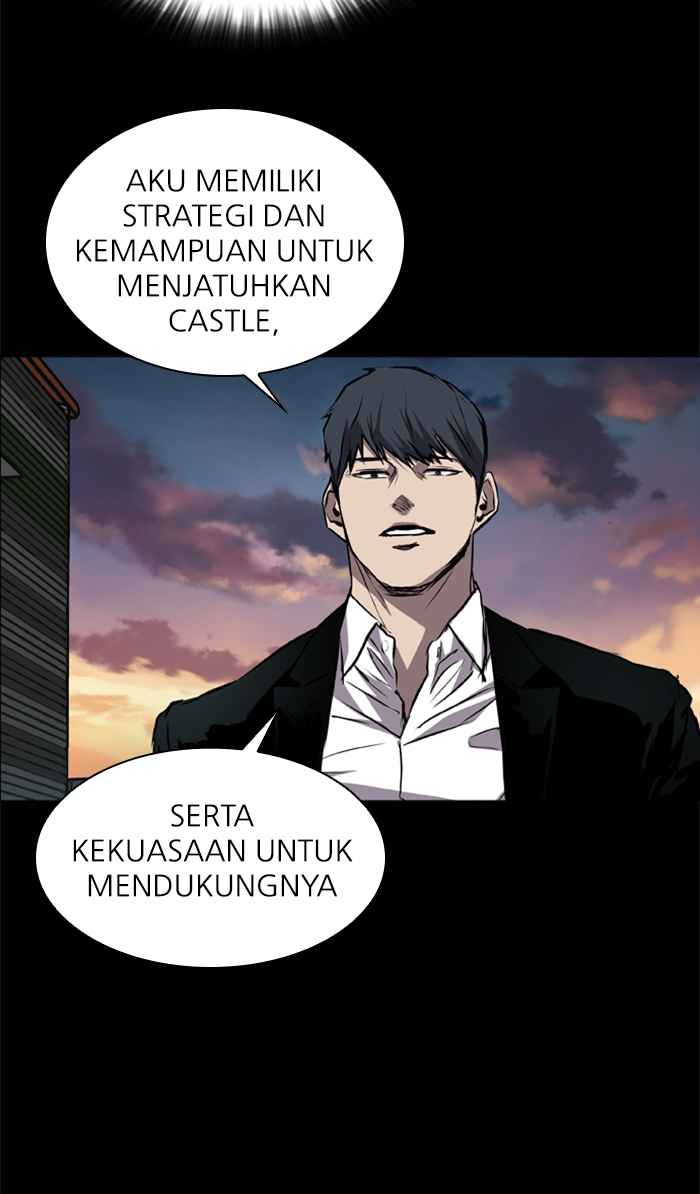 AKU MEMILIKI
STRATEGI DAN
KEMAMPUAN UNTUK
MENJATUHKAN
CASTLE,
SERTA
KEKUASAAN UNTUK
MENDUKUNGNYA